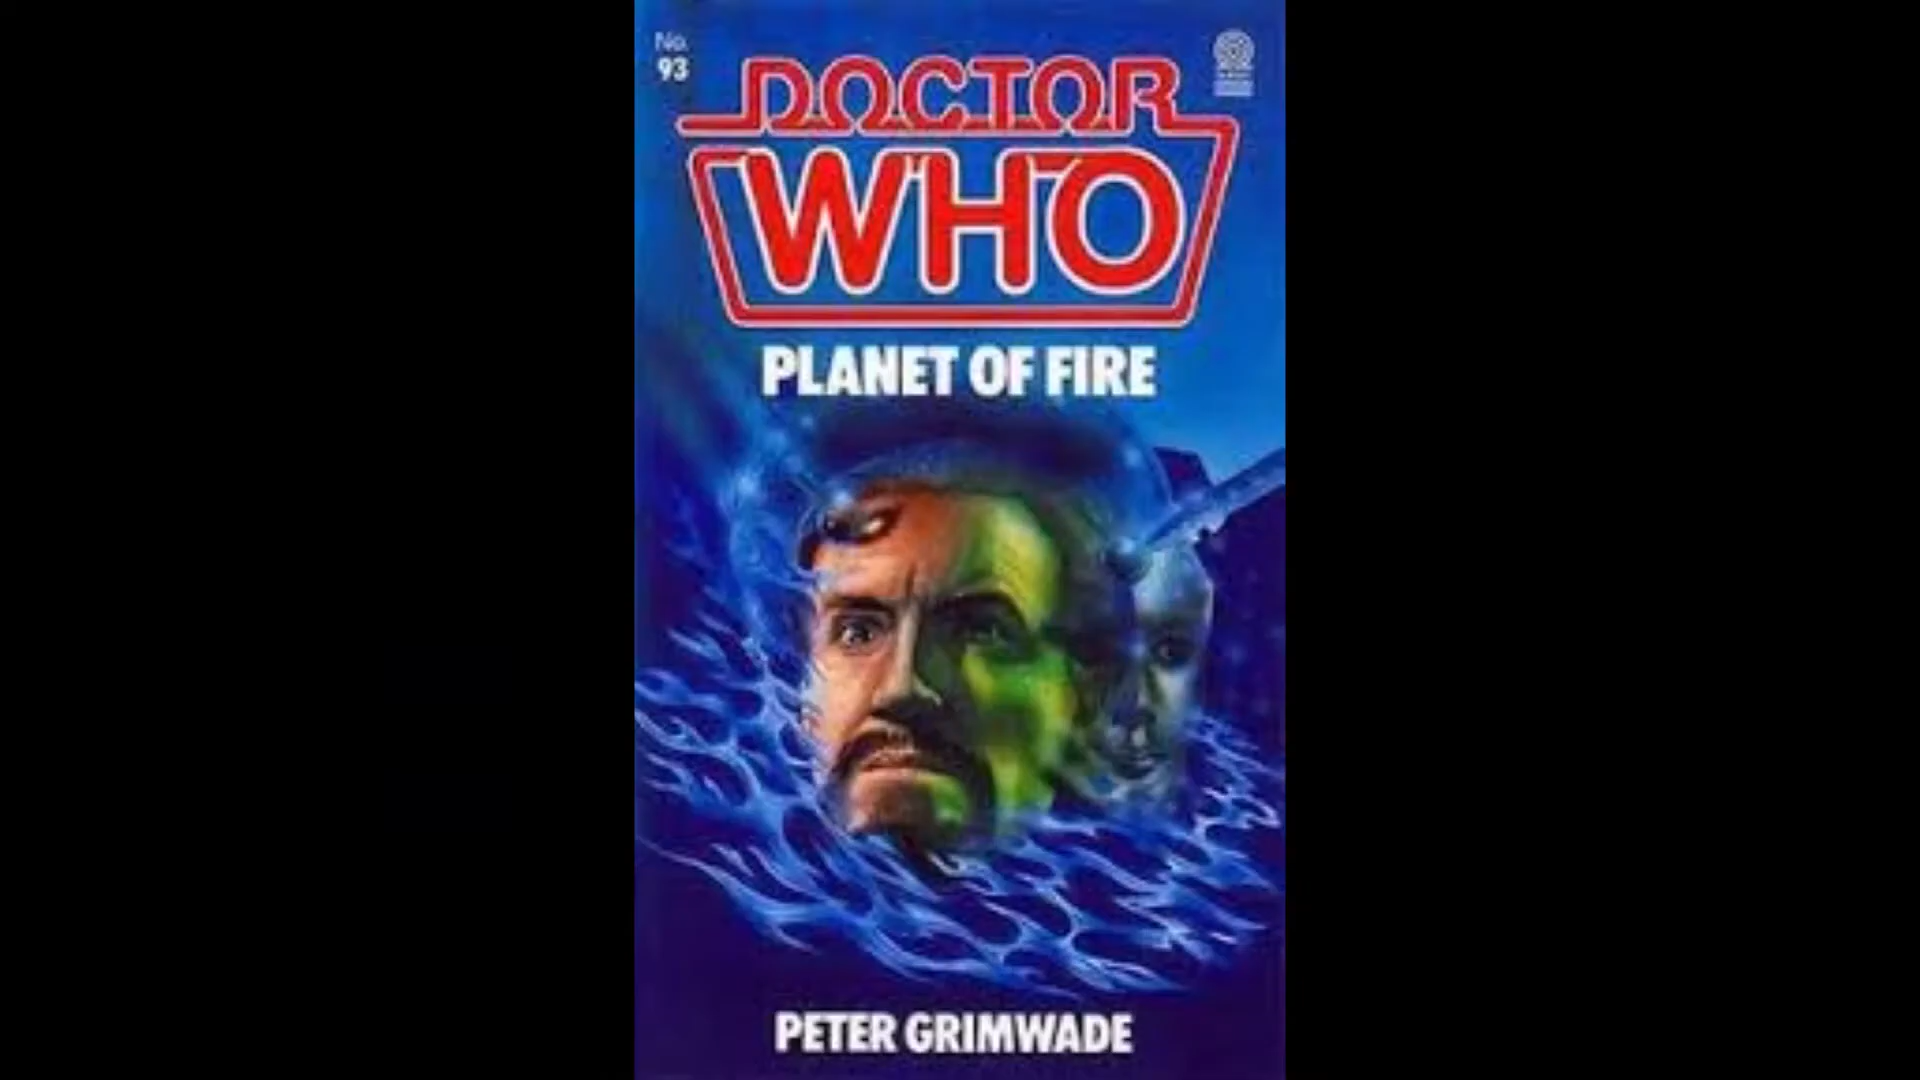 No.
93
DOCTOR
WHO
PLANET OF FIRE
PETER GRIMWADE